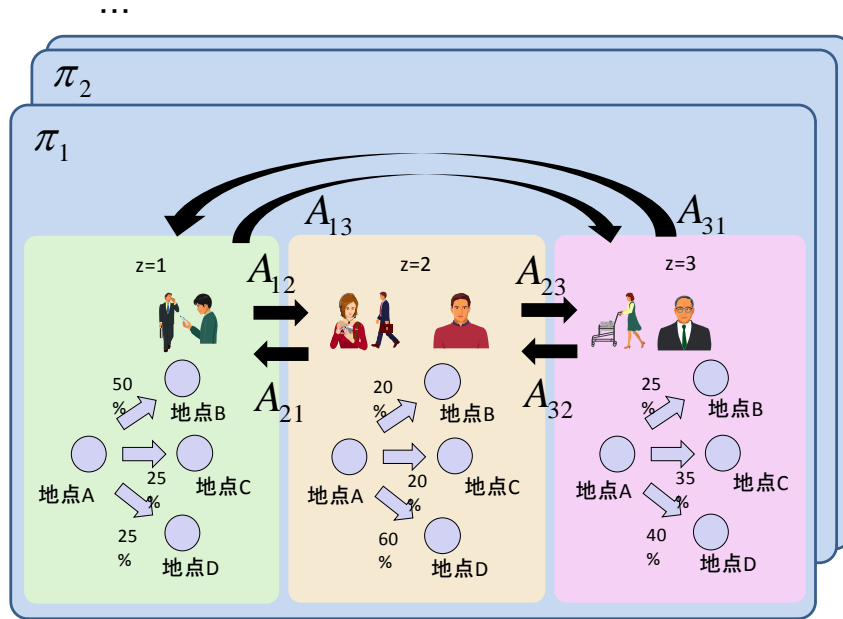 …
π₂
π₁
A₁₃
A₃₁
z=1
z=2
z=3
A₁₂
A₂₃
A₂₁
A₃₂
50
%
地点B
地点A
25
%
地点C
25
%
地点D
20
%
地点B
地点A
20
%
地点C
60
%
地点D
25
%
地点B
地点A
35
%
地点C
40
%
地点D